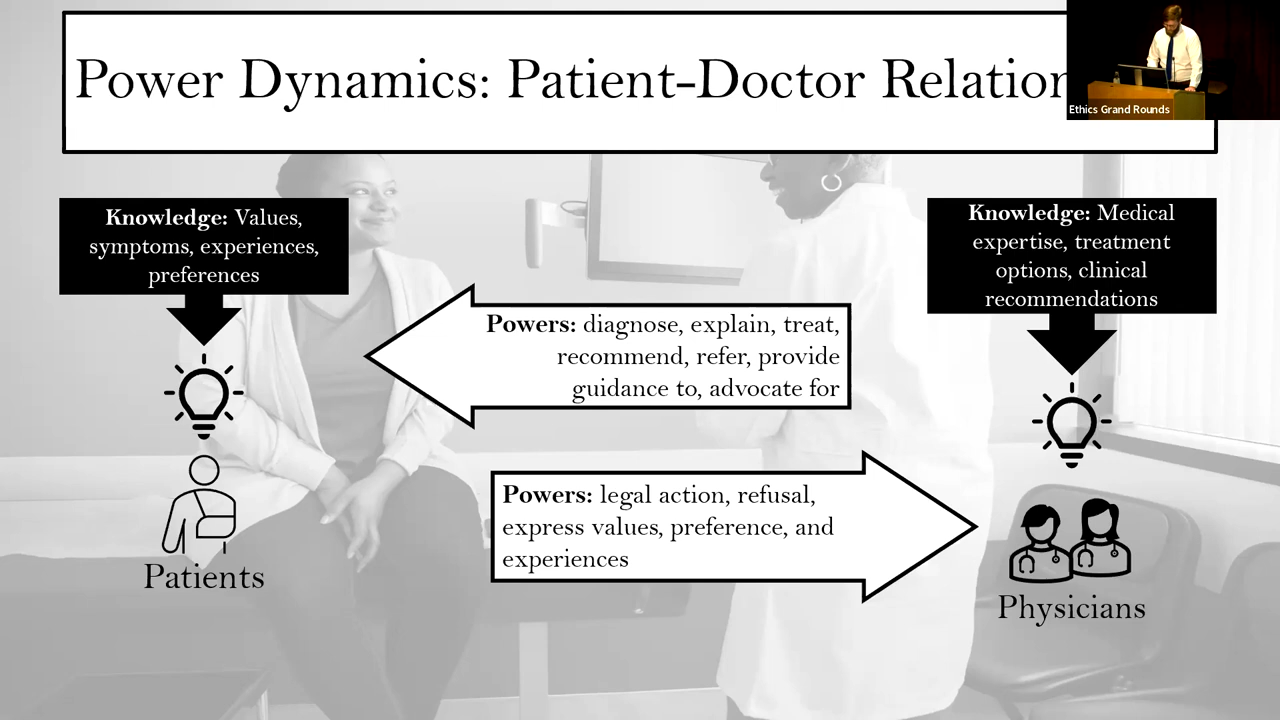 Power Dynamics: Patient-Doctor Relation
Ethics Grand Rounds
Knowledge: Values,
symptoms, experiences,
preferences
Knowledge: Medical
expertise, treatment
options, clinical
recommendations
Powers: diagnose, explain, treat,
recommend, refer, provide
guidance to, advocate for
Powers: legal action, refusal,
express values, preference, and
experiences
Patients
Physicians